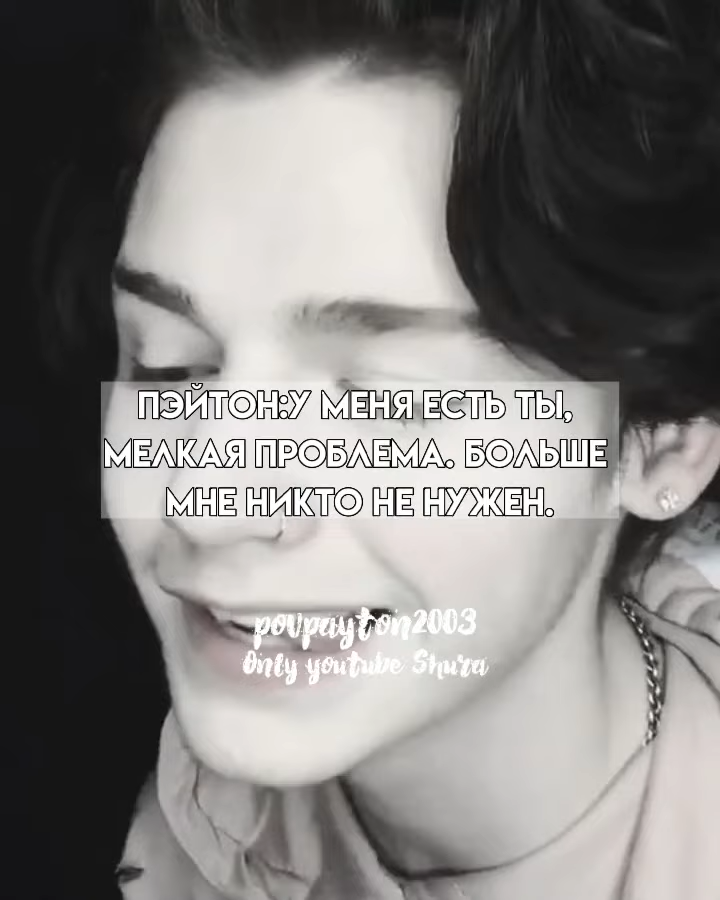 ПЭЙТОН:У МЕНЯ ЕСТЬ ТЫ,
МЕЛКАЯ ПРОБЛЕМА. БОЛЬШЕ
МНЕ НИКТО НЕ НУЖЕН.
povpayton2003
Only youtube Shura